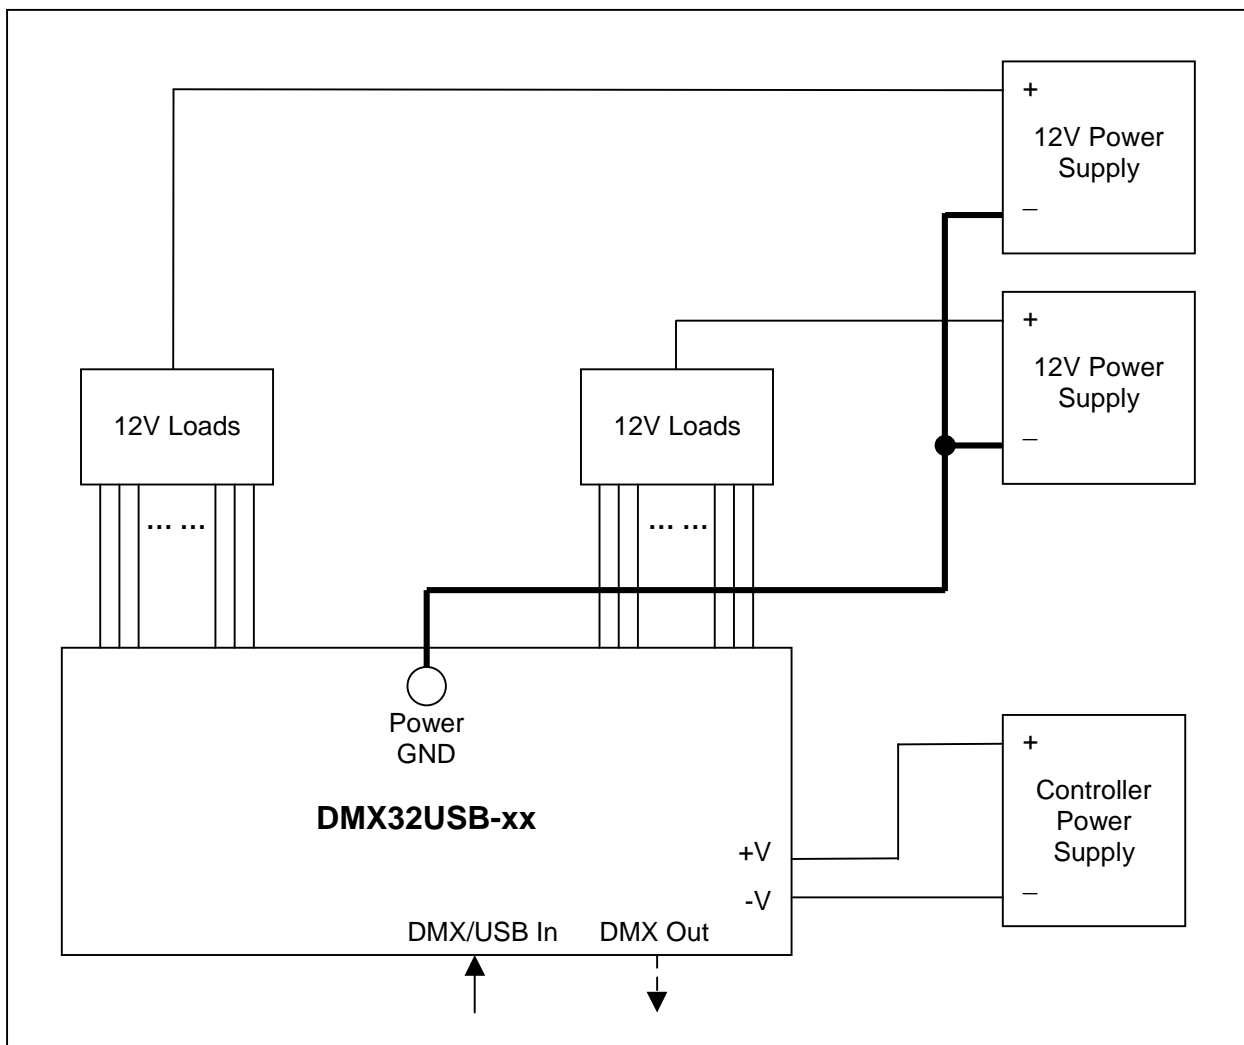 +
12V Power
Supply
–
+
12V Power
Supply
–
12V Loads
12V Loads
... ...
... ...
Power
GND
DMX32USB-xx
+V
-V
DMX/USB In
DMX Out
+
Controller
Power
Supply
–